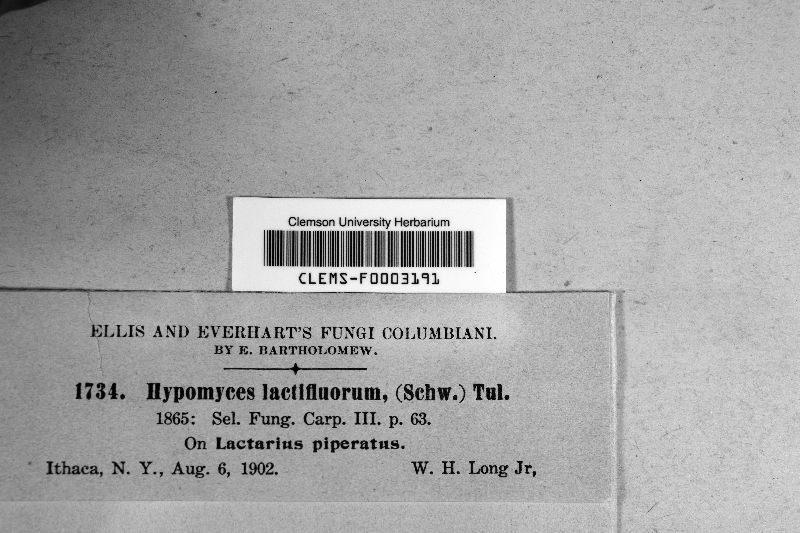 Clemson University Herbarium
CLEMS-F0003191
ELLIS AND EVERHART'S FUNGI COLUMBIANI.
BY E. BARTHOLOMEW.
1734. Hypomyces lactifluorum, (Schw.) Tul.
1865: Sel. Fung. Carp. III. p. 63.
On Lactarius piperatus.
Ithaca, N. Y., Aug. 6, 1902. W. H. Long Jr,